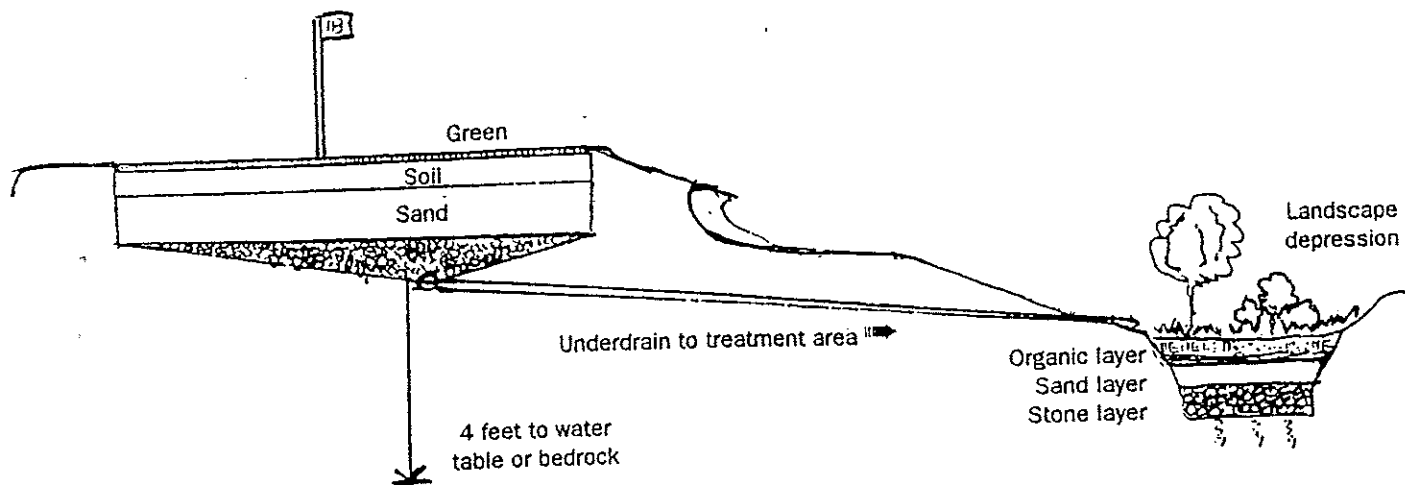 18
Green
Soil
Sand
Landscape
depression
Underdrain to treatment area
Organic layer
Sand layer
Stone layer
4 feet to water
table or bedrock